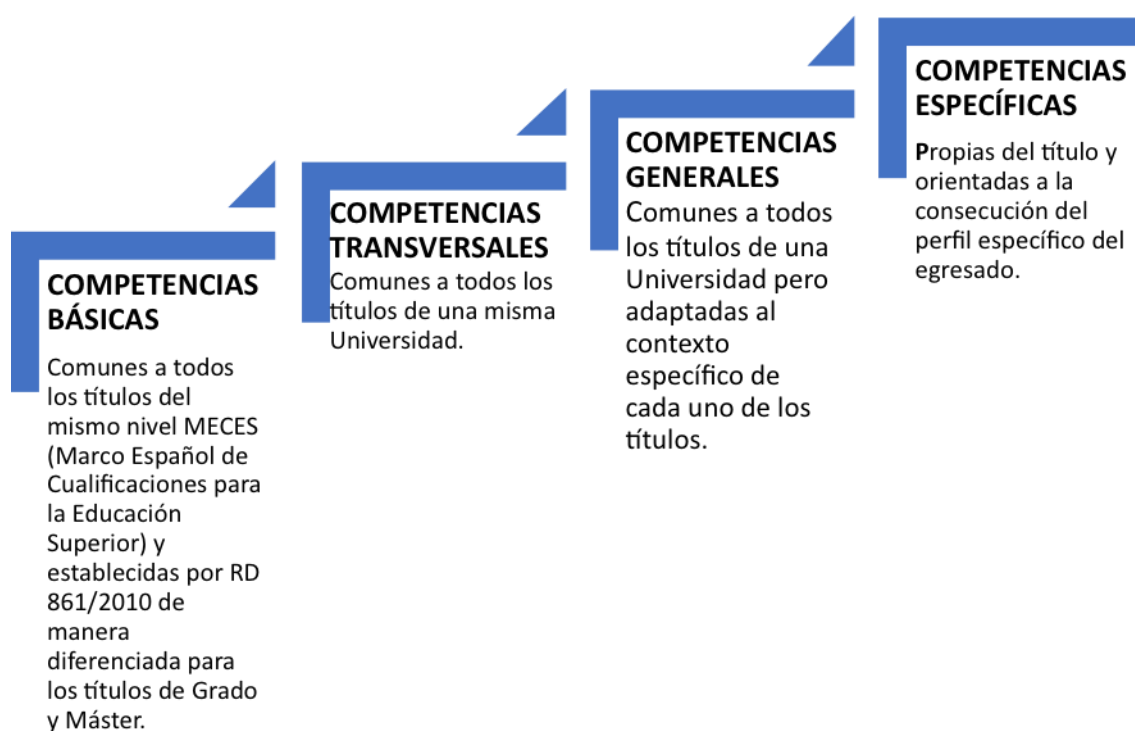 COMPETENCIAS
BÁSICAS
Comunes a todos
los títulos del
mismo nivel MECES
(Marco Español de
Cualificaciones para
la Educación
Superior) y
establecidas por RD
861/2010 de
manera
diferenciada para
los títulos de Grado
y Máster.
COMPETENCIAS
TRANSVERSALES
Comunes a todos los
títulos de una misma
Universidad.
COMPETENCIAS
GENERALES
Comunes a todos
los títulos de una
Universidad pero
adaptadas al
contexto
específico de
cada uno de los
títulos.
COMPETENCIAS
ESPECÍFICAS
Propias del título y
orientadas a la
consecución del
perfil específico del
egresado.